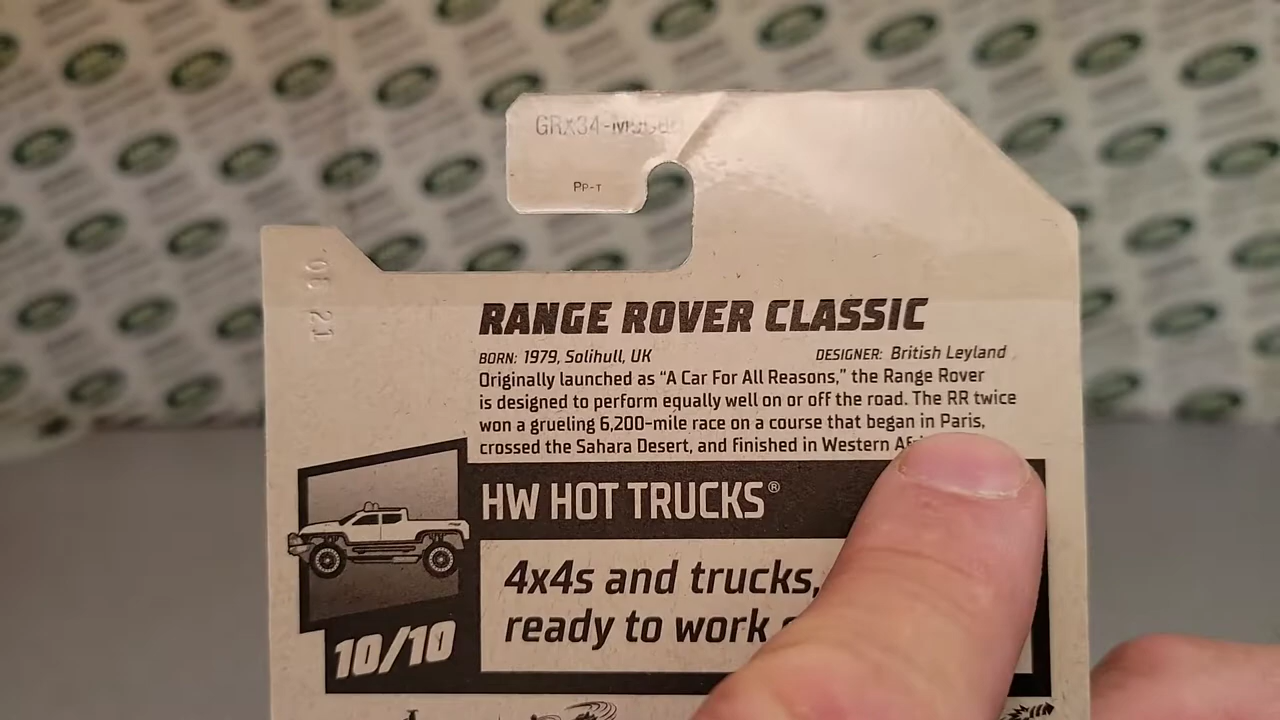 GRX34-
PP-T
RANGE ROVER CLASSIC
BORN: 1979, Solihull, UK DESIGNER: British Leyland
Originally launched as “A Car For All Reasons,” the Range Rover
is designed to perform equally well on or off the road. The RR twice
won a grueling 6,200-mile race on a course that began in Paris,
crossed the Sahara Desert, and finished in Western
HW HOT TRUCKS®
4x4s and trucks,
ready to work
10/10